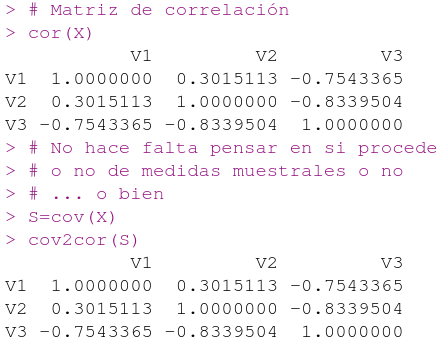 > # Matriz de correlación
> cor(X)
           V1         V2         V3
V1  1.0000000  0.3015113 -0.7543365
V2  0.3015113  1.0000000 -0.8339504
V3 -0.7543365 -0.8339504  1.0000000
> # No hace falta pensar en si procede
> # o no de medidas muestrales o no
> # ... o bien
> S=cov(X)
> cov2cor(S)
           V1         V2         V3
V1  1.0000000  0.3015113 -0.7543365
V2  0.3015113  1.0000000 -0.8339504
V3 -0.7543365 -0.8339504  1.0000000